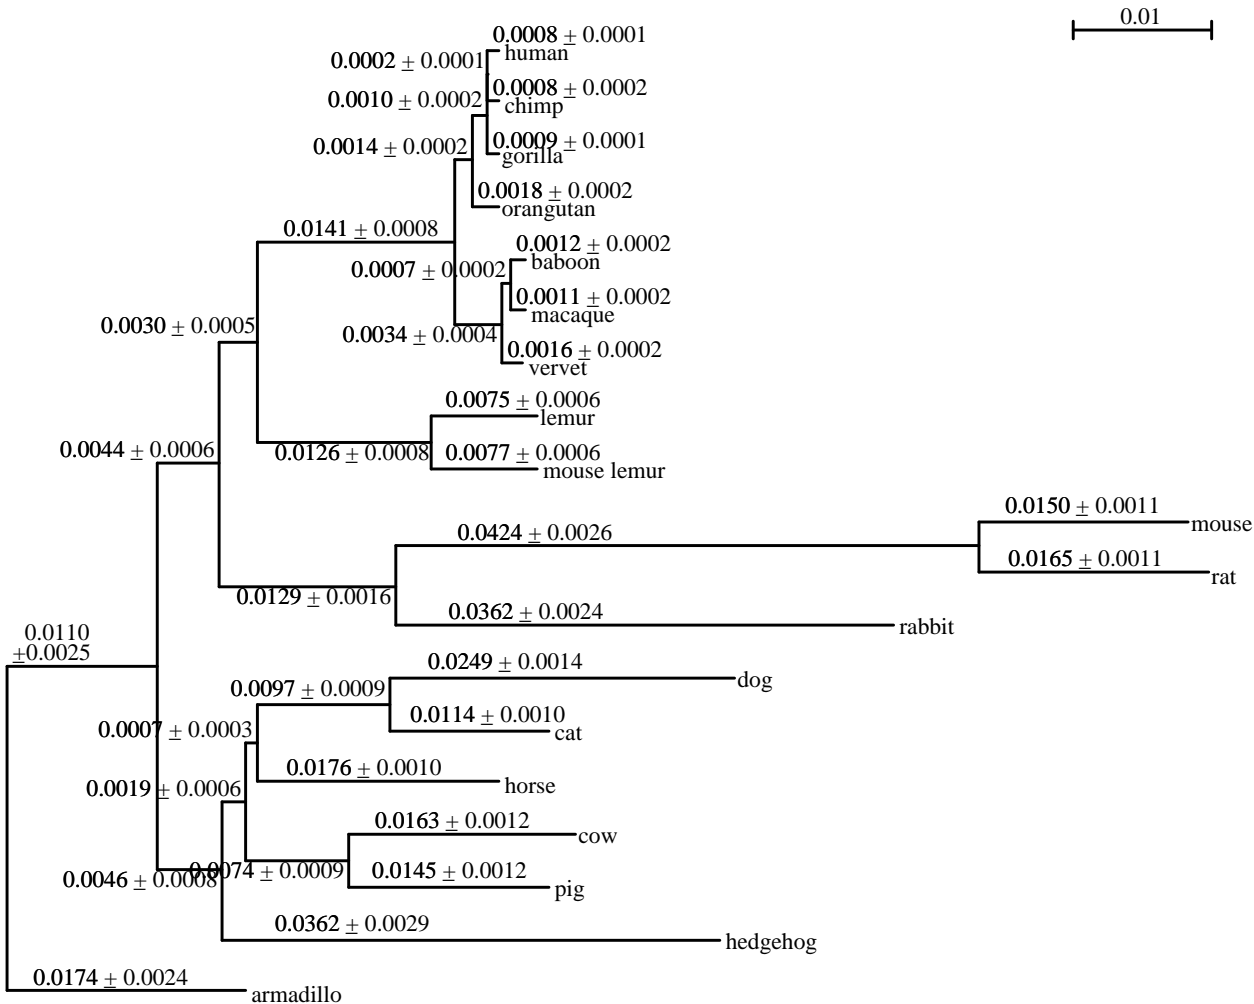 0.01
0.0008 ± 0.0001
human
0.0002 ± 0.0001
0.0008 ± 0.0002
chimp
0.0010 ± 0.0002
0.0009 ± 0.0001
gorilla
0.0014 ± 0.0002
0.0018 ± 0.0002
orangutan
0.0141 ± 0.0008
0.0012 ± 0.0002
baboon
0.0007 ± 0.0002
0.0011 ± 0.0002
macaque
0.0030 ± 0.0005
0.0034 ± 0.0004
0.0016 ± 0.0002
vervet
0.0075 ± 0.0006
lemur
0.0044 ± 0.0006
0.0126 ± 0.0008
0.0077 ± 0.0006
mouse lemur
0.0150 ± 0.0011
mouse
0.0424 ± 0.0026
0.0165 ± 0.0011
rat
0.0129 ± 0.0016
0.0362 ± 0.0024
rabbit
0.0110
±0.0025
0.0249 ± 0.0014
dog
0.0097 ± 0.0009
0.0114 ± 0.0010
cat
0.0007 ± 0.0003
0.0176 ± 0.0010
horse
0.0019 ± 0.0006
0.0163 ± 0.0012
cow
0.0046 ± 0.0008
0.0074 ± 0.0009
0.0145 ± 0.0012
pig
0.0362 ± 0.0029
hedgehog
0.0174 ± 0.0024
armadillo